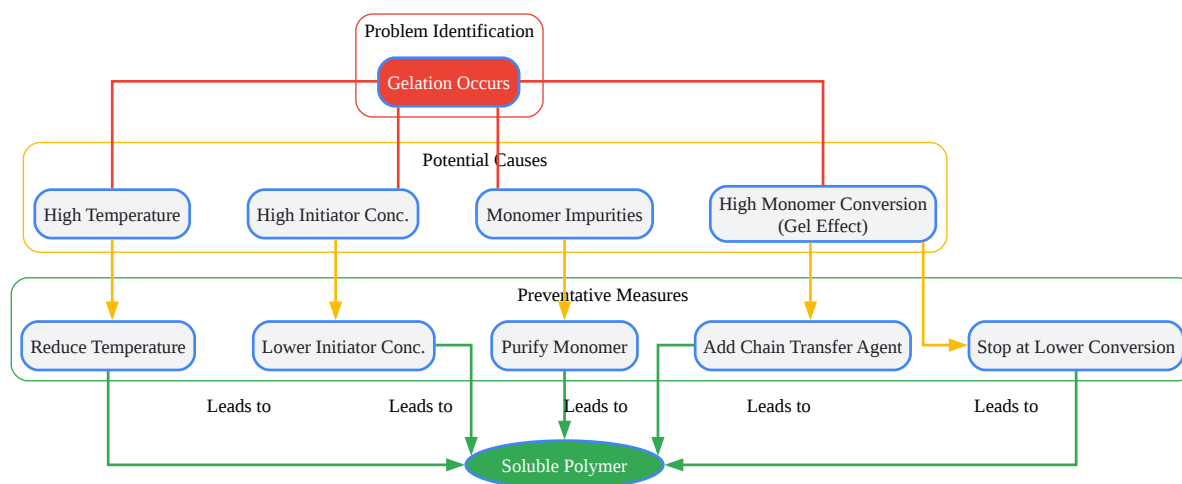 Problem Identification
Gelation Occurs
Potential Causes
High Temperature
High Initiator Conc.
Monomer Impurities
High Monomer Conversion
(Gel Effect)
Preventative Measures
Reduce Temperature
Lower Initiator Conc.
Purify Monomer
Add Chain Transfer Agent
Stop at Lower Conversion
Leads to
Leads to
Leads to
Leads to
Leads to
Soluble Polymer